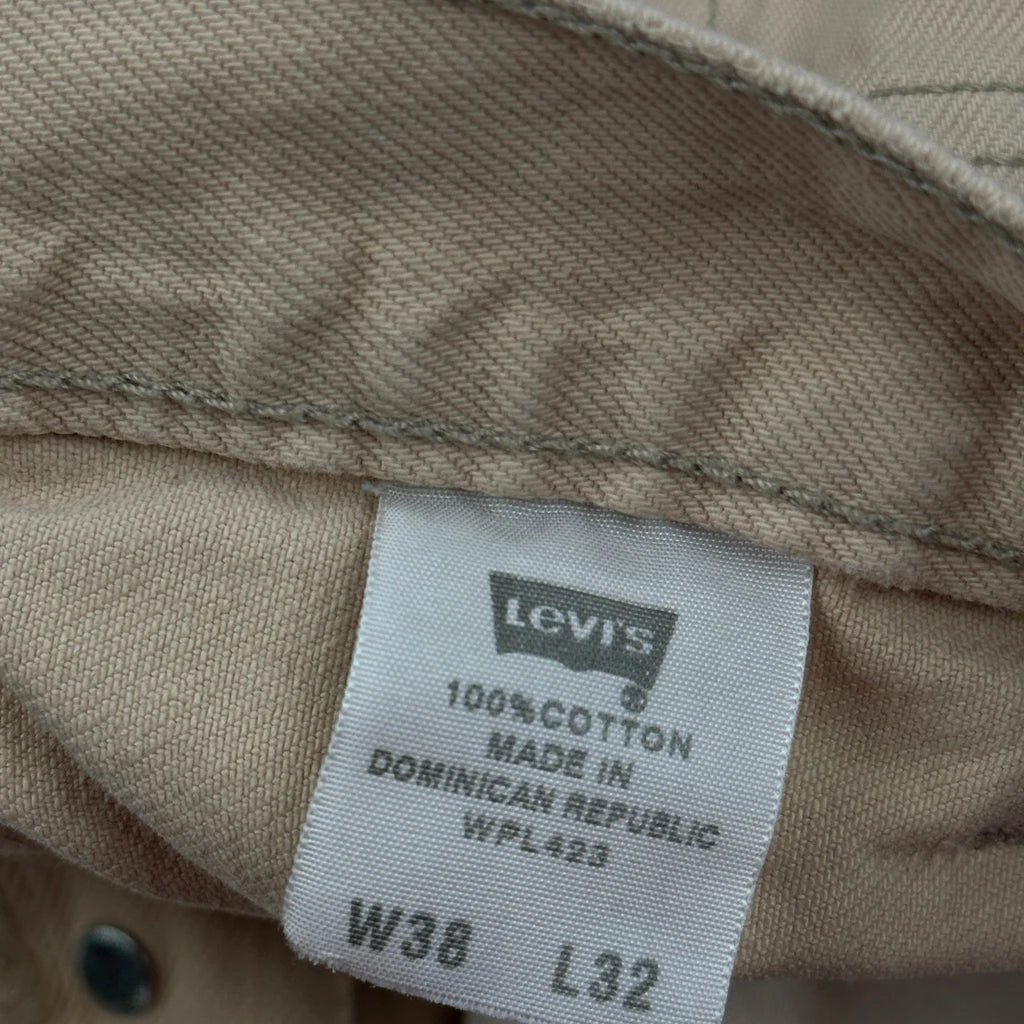 Levi's
®
100%COTTON
MADE IN
DOMINICAN REPUBLIC
WPL423
W38 L32